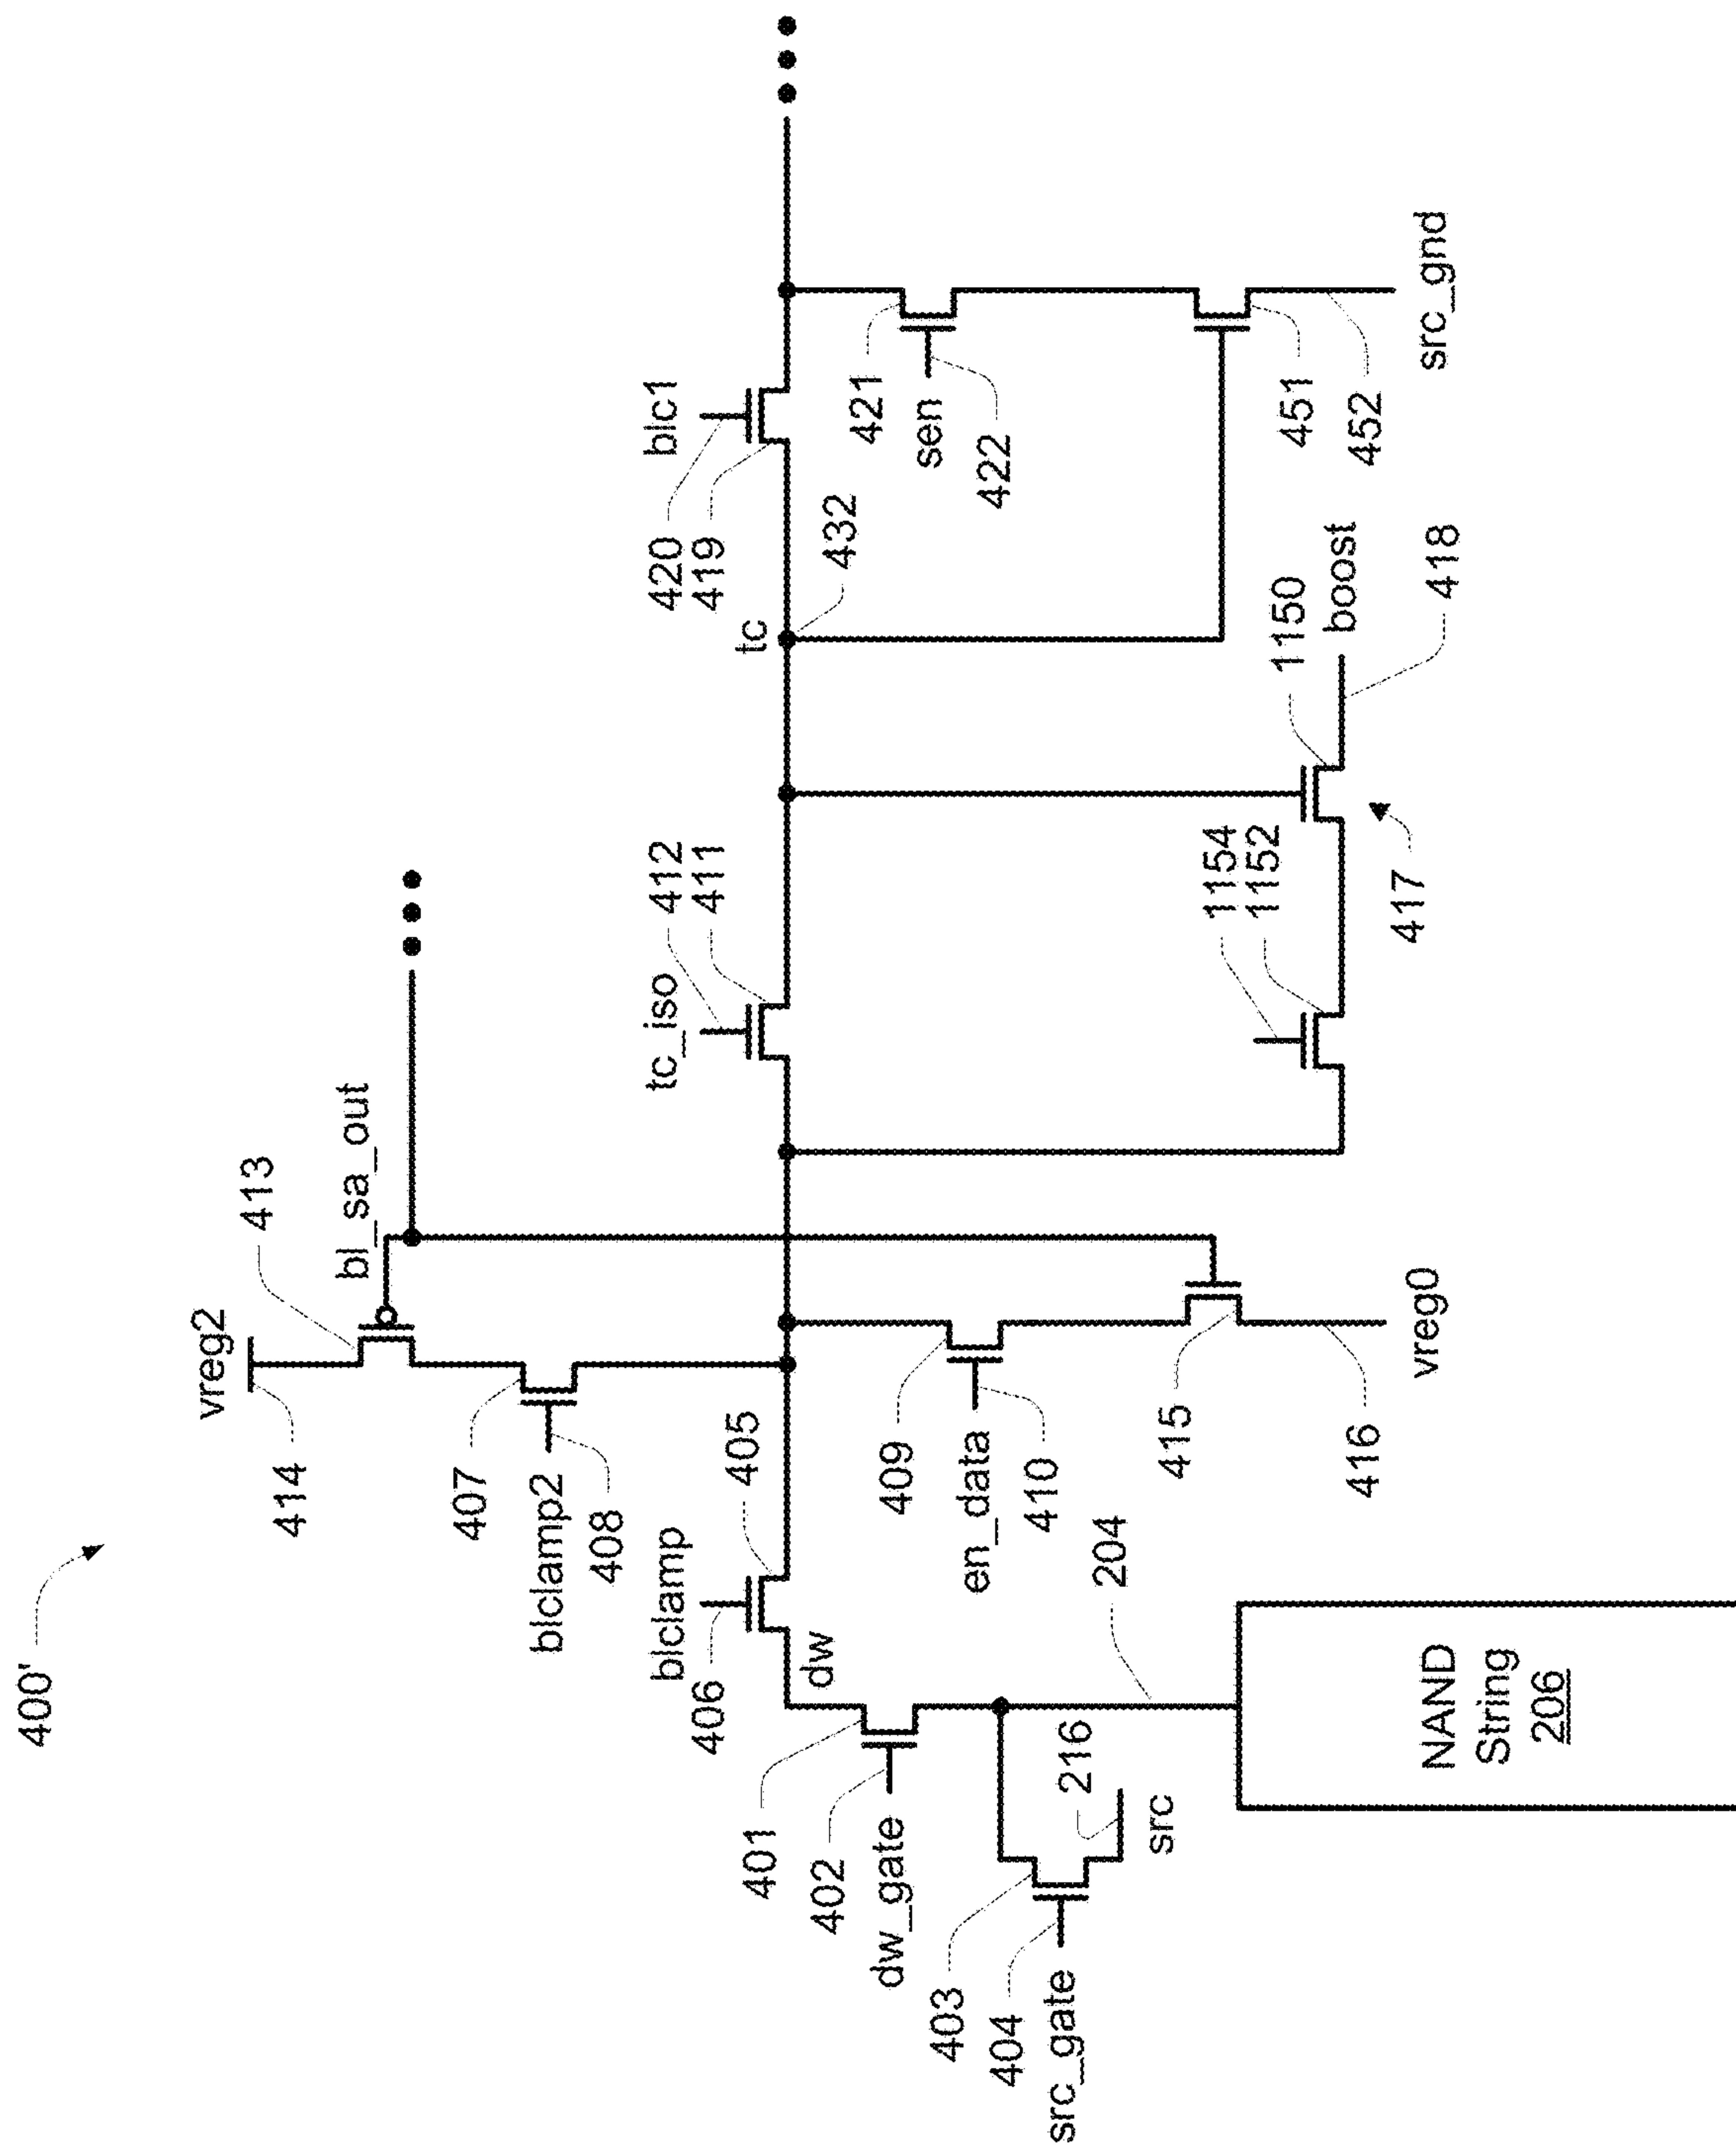 400'
vreg2
414
413
bl_sa_out
407
blclamp2
408
tc_iso
412
411
blc1
420
419
tc
432
blclamp
406
405
dw
401
402
dw_gate
403
404
src_gate
216
src
204
NAND
String
206
409
en_data
410
415
416
vreg0
1154
1152
417
1150
boost
418
421
sen
422
451
452
src_gnd